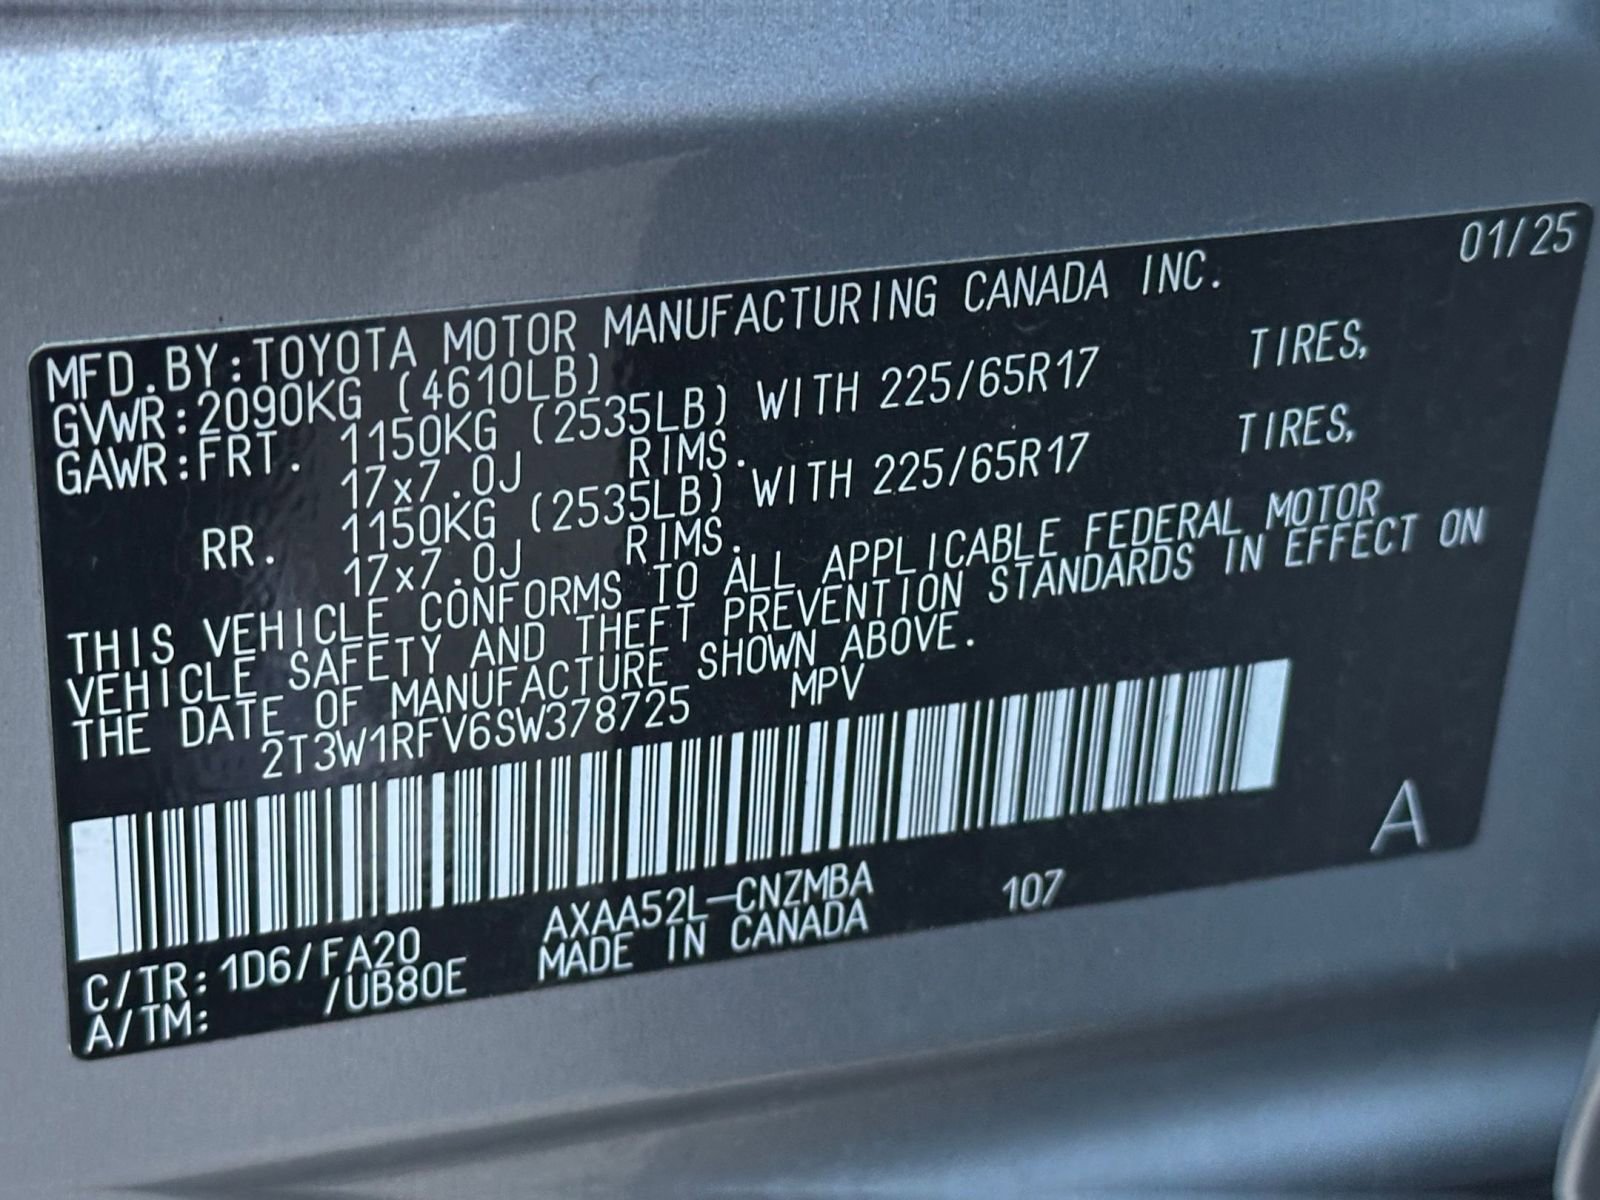 01/25
MFD.BY:TOYOTA MOTOR MANUFACTURING CANADA INC.
GVWR:2090KG (4610LB)
GAWR:FRT. 1150KG (2535LB) WITH 225/65R17 TIRES,
17x7.0J RIMS.
RR. 1150KG (2535LB) WITH 225/65R17 TIRES,
17x7.0J RIMS.
THIS VEHICLE CONFORMS TO ALL APPLICABLE FEDERAL MOTOR
VEHICLE SAFETY AND THEFT PREVENTION STANDARDS IN EFFECT ON
THE DATE OF MANUFACTURE SHOWN ABOVE.
2T3W1RFV6SW378725 MPV
A
C/TR:1D6/FA20 AXAA52L-CNZMBA 107
A/TM: /UB80E MADE IN CANADA